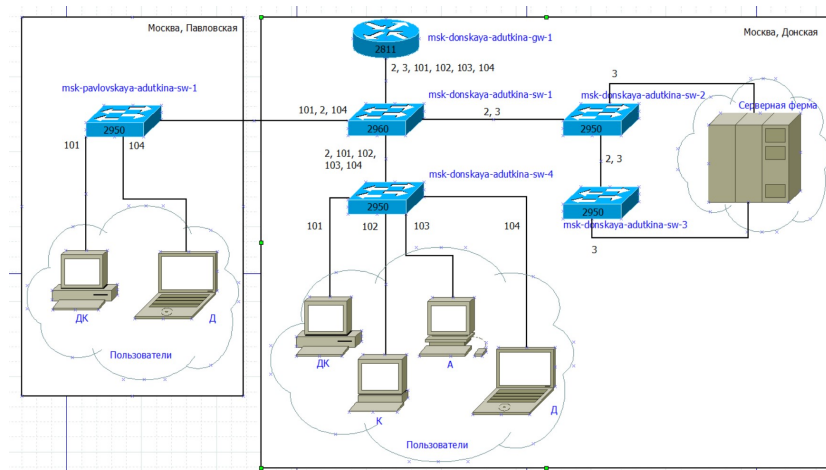 Москва, Павловская
msk-pavlovskaya-adutkina-sw-1
2950
101
104
ДК
Д
Пользователи
Москва, Донская
msk-donskaya-adutkina-gw-1
2811
2, 3, 101, 102, 103, 104
msk-donskaya-adutkina-sw-1
101, 2, 104
2960
2, 3
3
msk-donskaya-adutkina-sw-2
2950
Серверная ферма
2, 101, 102,
103, 104
msk-donskaya-adutkina-sw-4
2950
2, 3
2950
msk-donskaya-adutkina-sw-3
3
101
102
103
104
ДК
А
К
Д
Пользователи